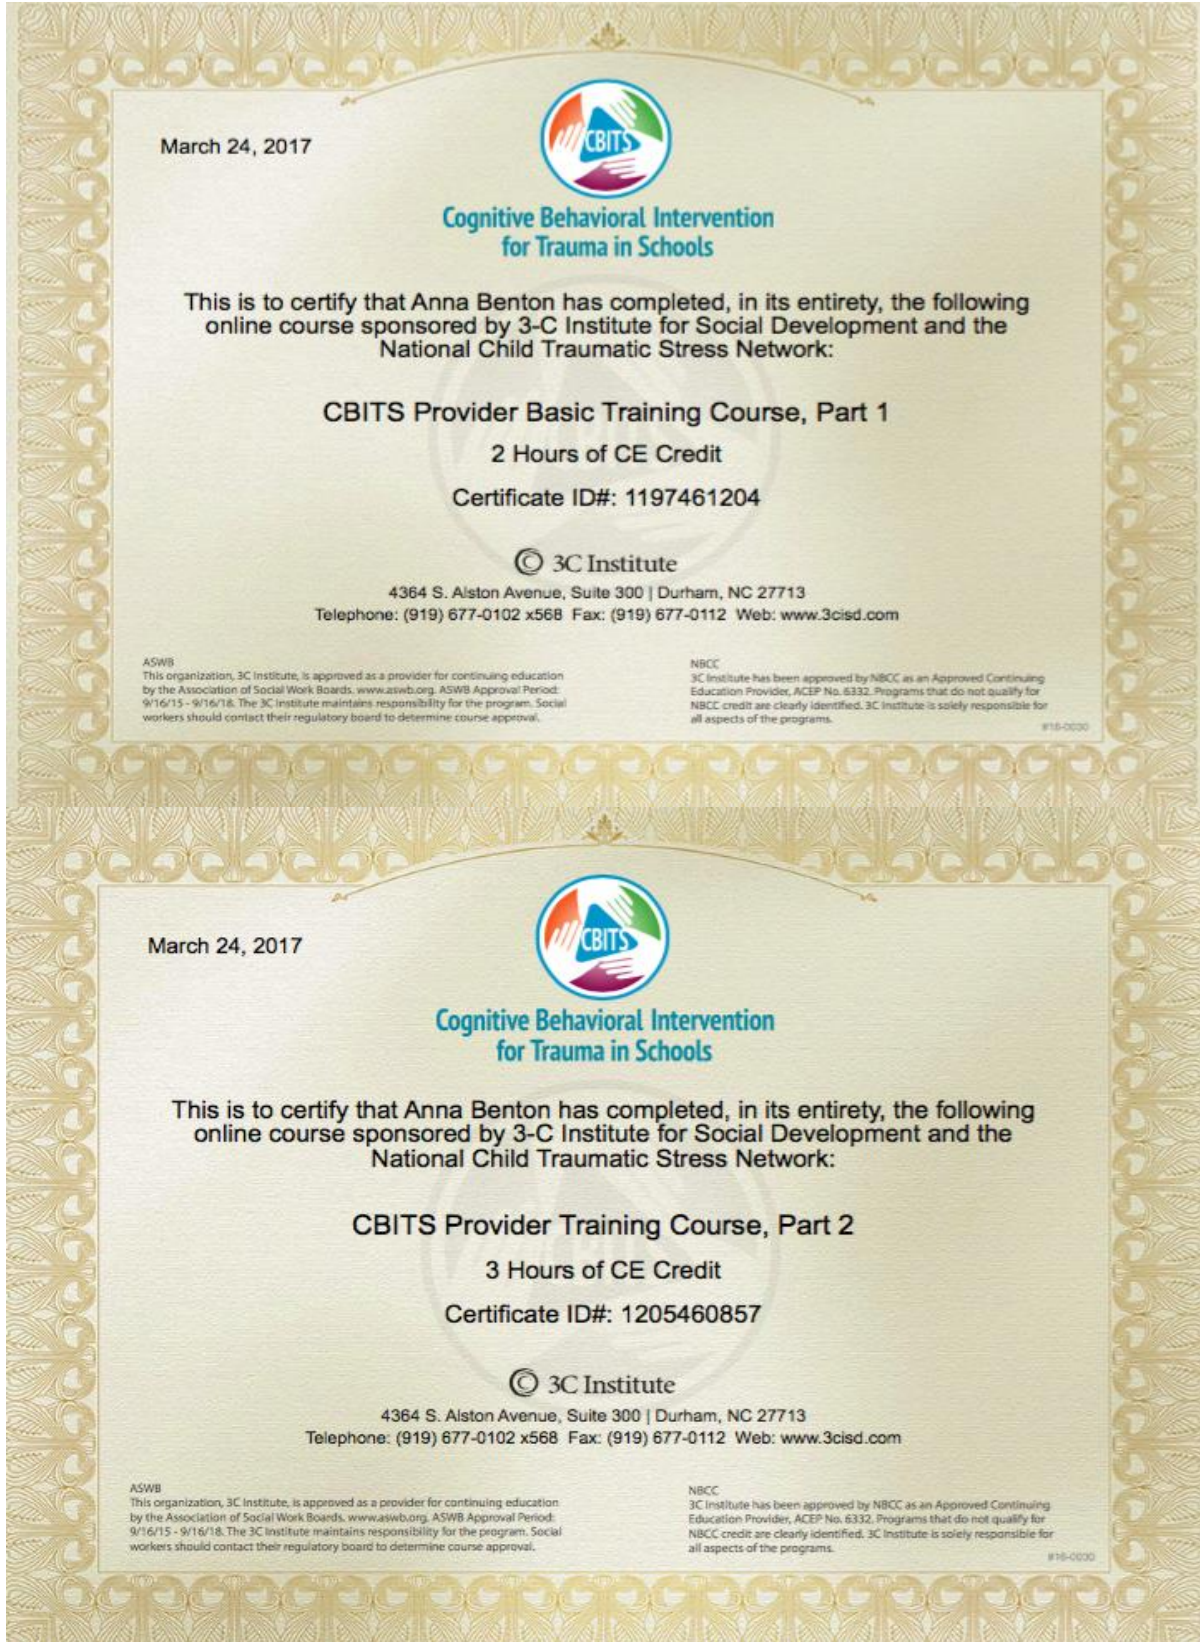 March 24, 2017
CBITS
Cognitive Behavioral Intervention
for Trauma in Schools
This is to certify that Anna Benton has completed, in its entirety, the following
online course sponsored by 3-C Institute for Social Development and the
National Child Traumatic Stress Network:
CBITS Provider Basic Training Course, Part 1
2 Hours of CE Credit
Certificate ID#: 1197461204
© 3C Institute
4364 S. Alston Avenue, Suite 300 | Durham, NC 27713
Telephone: (919) 677-0102 x568 Fax: (919) 677-0112 Web: www.3cisd.com
ASWB
This organization, 3C Institute, is approved as a provider for continuing education
by the Association of Social Work Boards. www.aswb.org. ASWB Approval Period:
9/16/15 - 9/16/18. The 3C Institute maintains responsibility for the program. Social
workers should contact their regulatory board to determine course approval.
NBCC
3C Institute has been approved by NBCC as an Approved Continuing
Education Provider, ACEP No. 6332. Programs that do not qualify for
NBCC credit are clearly identified. 3C Institute is solely responsible for
all aspects of the programs.
#16-0030
March 24, 2017
CBITS
Cognitive Behavioral Intervention
for Trauma in Schools
This is to certify that Anna Benton has completed, in its entirety, the following
online course sponsored by 3-C Institute for Social Development and the
National Child Traumatic Stress Network:
CBITS Provider Training Course, Part 2
3 Hours of CE Credit
Certificate ID#: 1205460857
© 3C Institute
4364 S. Alston Avenue, Suite 300 | Durham, NC 27713
Telephone: (919) 677-0102 x568 Fax: (919) 677-0112 Web: www.3cisd.com
ASWB
This organization, 3C Institute, is approved as a provider for continuing education
by the Association of Social Work Boards. www.aswb.org. ASWB Approval Period:
9/16/15 - 9/16/18. The 3C Institute maintains responsibility for the program. Social
workers should contact their regulatory board to determine course approval.
NBCC
3C Institute has been approved by NBCC as an Approved Continuing
Education Provider, ACEP No. 6332. Programs that do not qualify for
NBCC credit are clearly identified. 3C Institute is solely responsible for
all aspects of the programs.
#16-0030